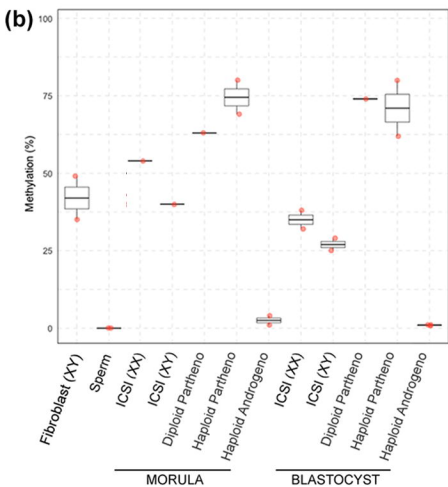 (b)
100
75
50
25
0
Methylation (%)
Fibroblast (XY)
Sperm
ICSI (XX)
ICSI (XY)
Diploid Partheno
Haploid Partheno
Haploid Androgeno
ICSI (XX)
ICSI (XY)
Diploid Partheno
Haploid Partheno
Haploid Androgeno
MORULA
BLASTOCYST